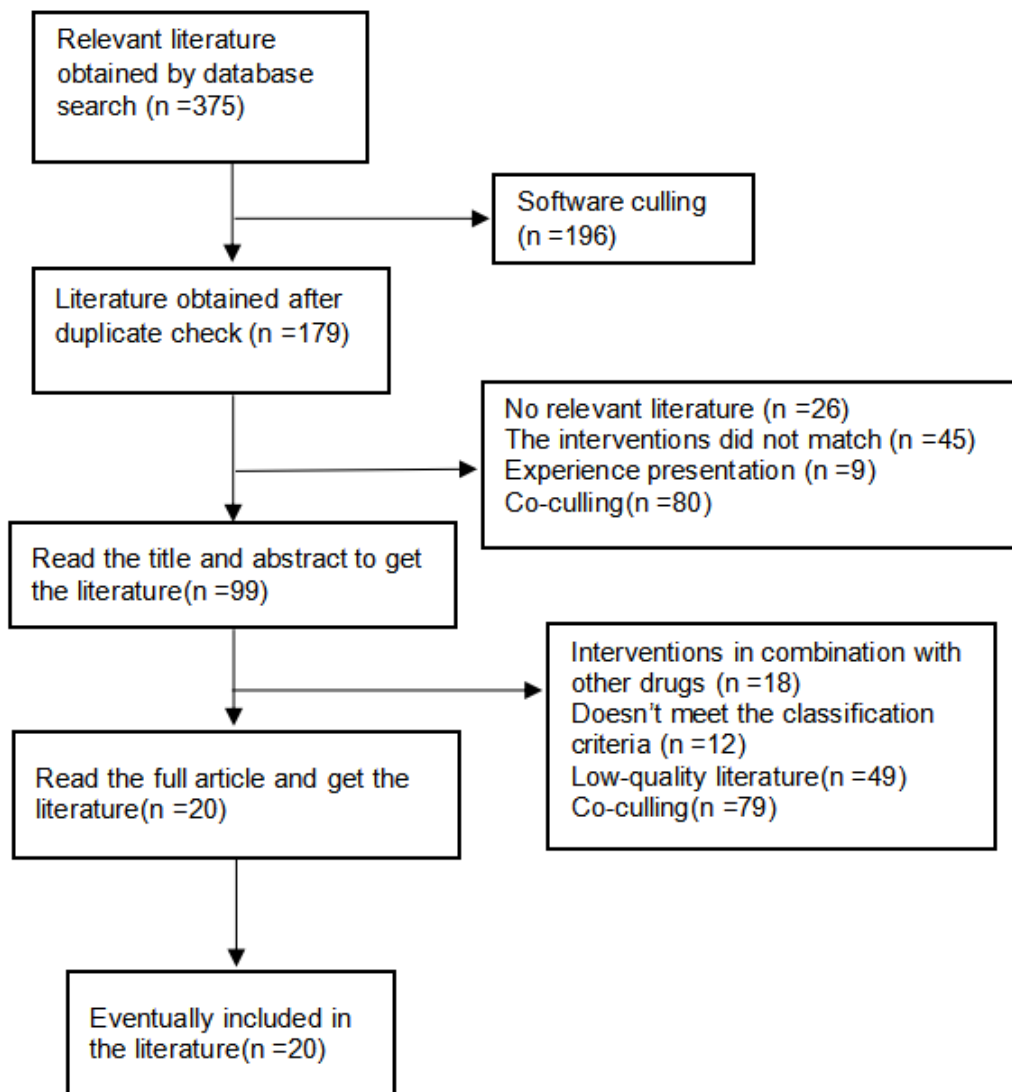 Relevant literature
obtained by database
search (n =375)
Software culling
(n =196)
Literature obtained after
duplicate check (n =179)
No relevant literature (n =26)
The interventions did not match (n =45)
Experience presentation (n =9)
Co-culling(n =80)
Read the title and abstract to get
the literature(n =99)
Interventions in combination with
other drugs (n =18)
Doesn’t meet the classification
criteria (n =12)
Low-quality literature(n =49)
Co-culling(n =79)
Read the full article and get the
literature(n =20)
Eventually included in
the literature(n =20)